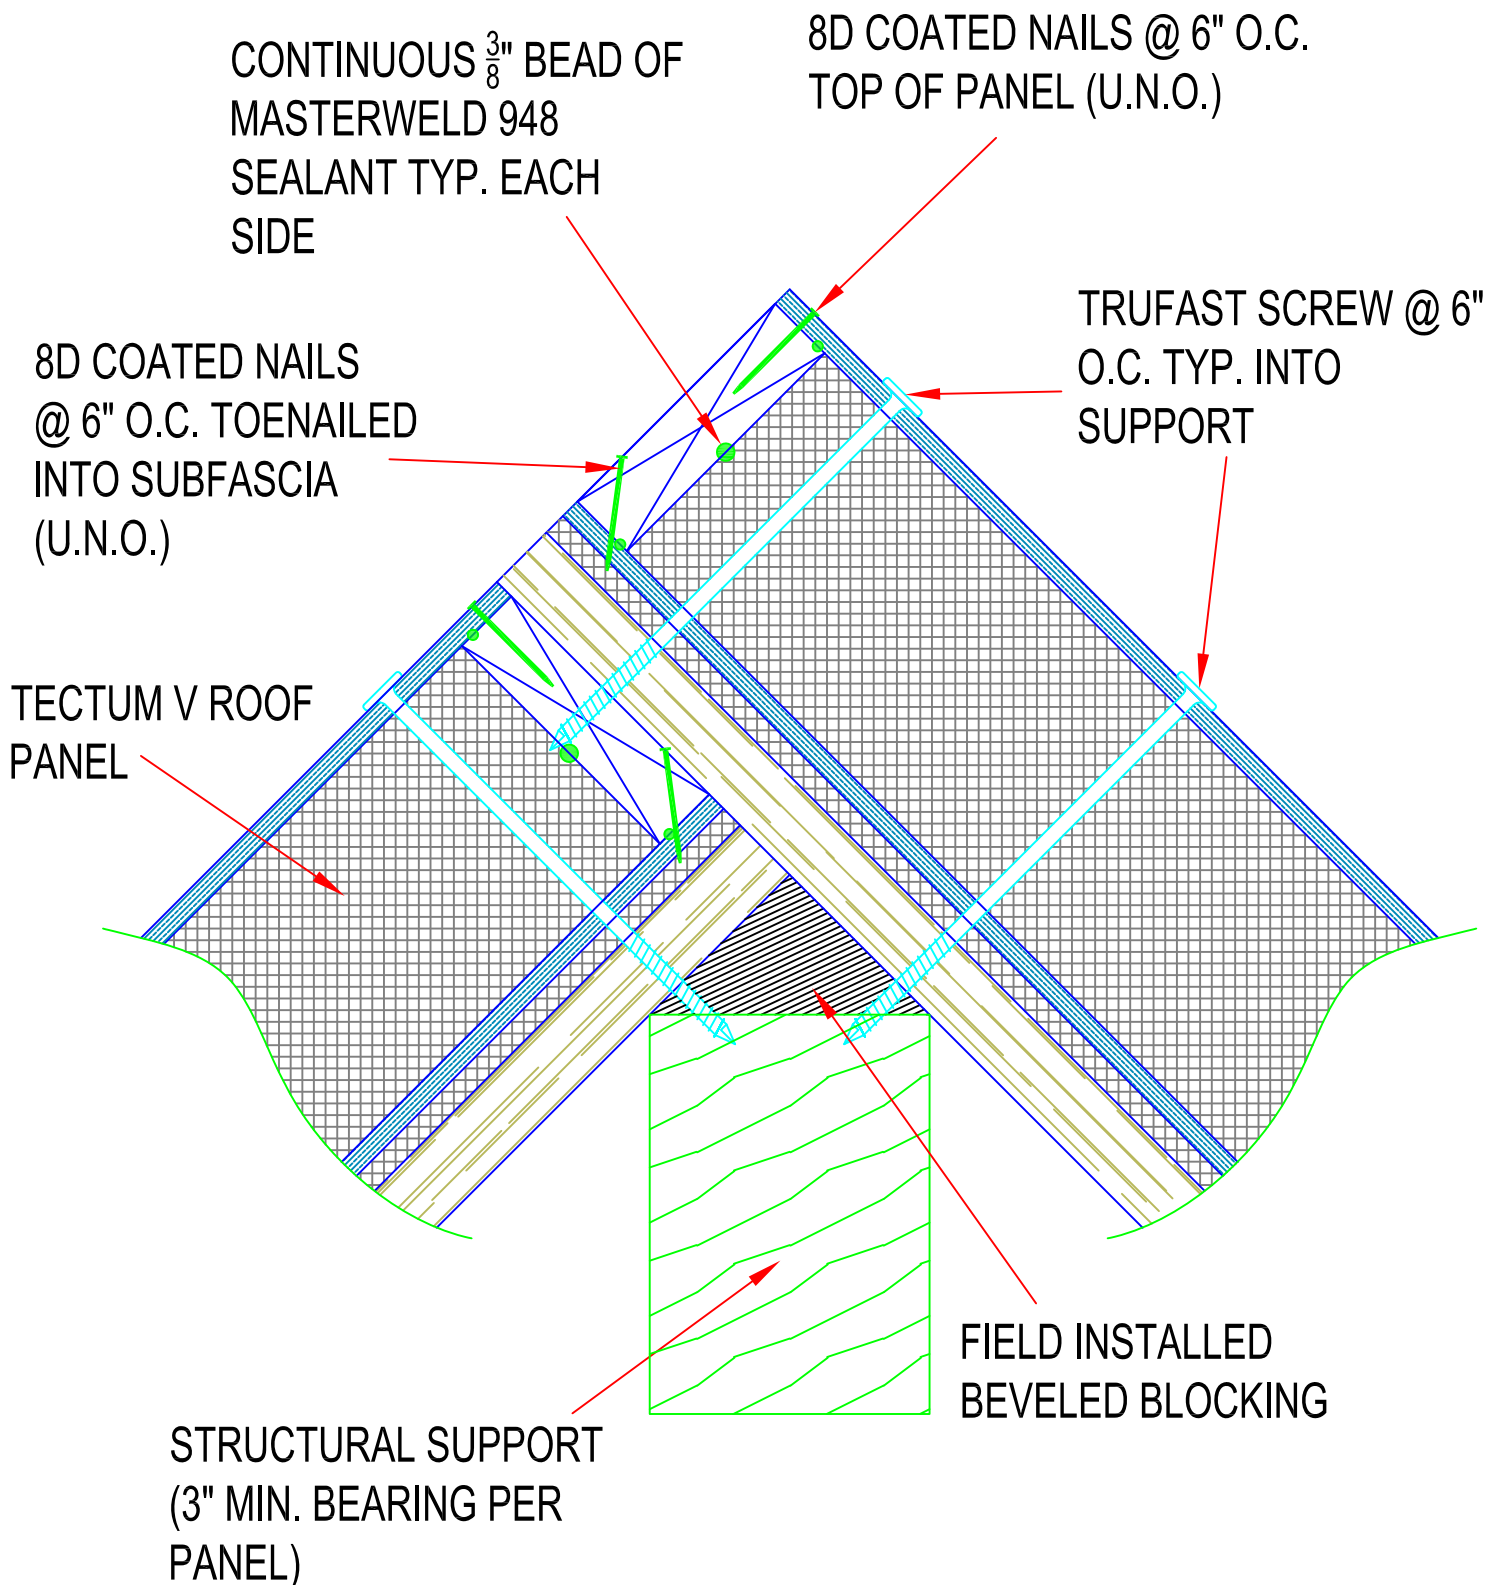 CONTINUOUS 3/8" BEAD OF
MASTERWELD 948
SEALANT TYP. EACH
SIDE
8D COATED NAILS @ 6" O.C.
TOP OF PANEL (U.N.O.)
TRUFAST SCREW @ 6"
O.C. TYP. INTO
SUPPORT
8D COATED NAILS
@ 6" O.C. TOENAILED
INTO SUBFASCIA
(U.N.O.)
TECTUM V ROOF
PANEL
FIELD INSTALLED
BEVELED BLOCKING
STRUCTURAL SUPPORT
(3" MIN. BEARING PER
PANEL)